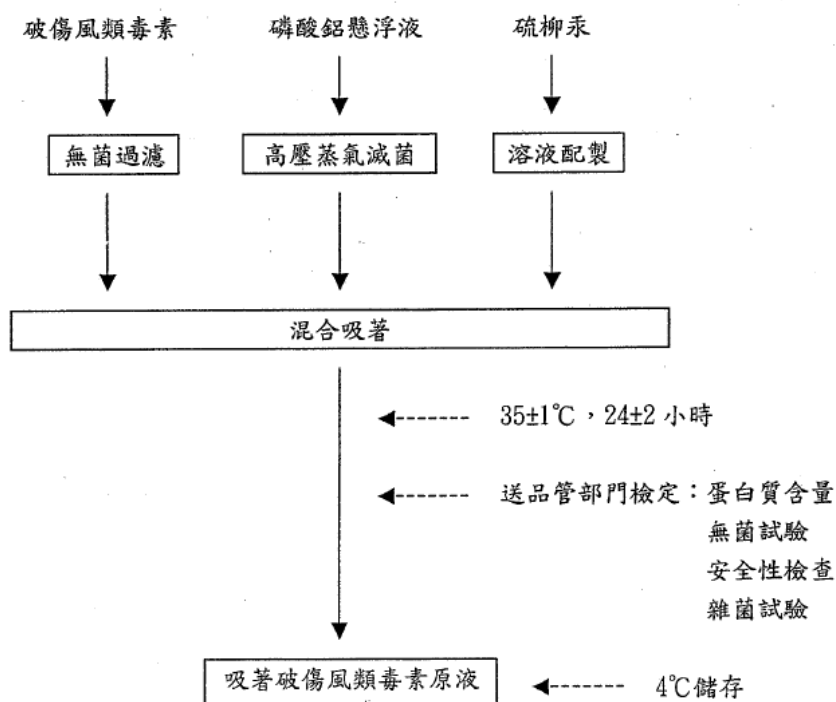 破傷風類毒素
磷酸鋁懸浮液
硫柳汞
無菌過濾
高壓蒸氣滅菌
溶液配製
混合吸著
35±1℃，24±2 小時
送品管部門檢定：蛋白質含量
無菌試驗
安全性檢查
雜菌試驗
吸著破傷風類毒素原液
4℃儲存